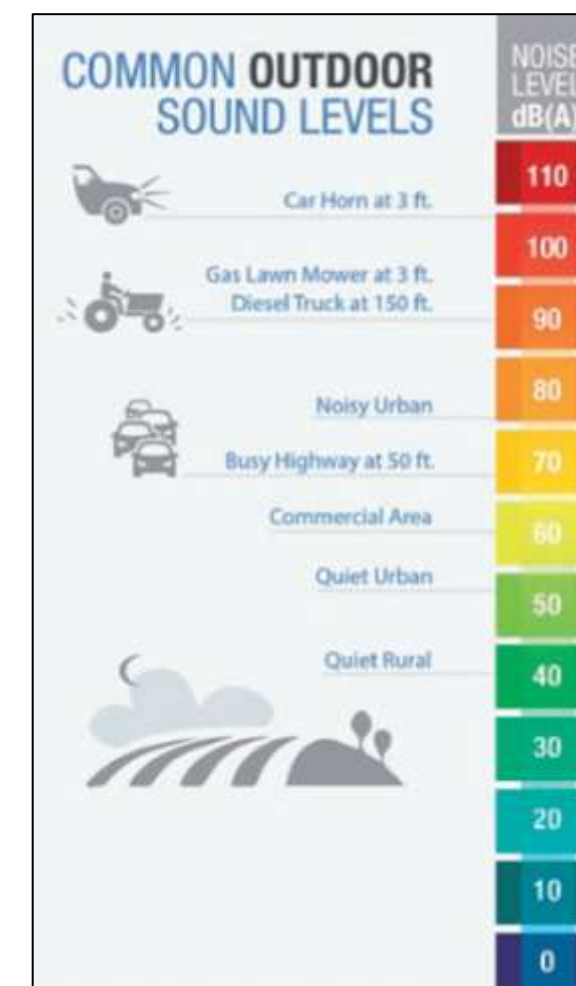 COMMON OUTDOOR
SOUND LEVELS
NOISE
LEVEL
dB(A)
Car Horn at 3 ft.
110
100
Gas Lawn Mower at 3 ft.
Diesel Truck at 150 ft.
90
80
Noisy Urban
Busy Highway at 50 ft.
70
Commercial Area
60
Quiet Urban
50
Quiet Rural
40
30
20
10
0